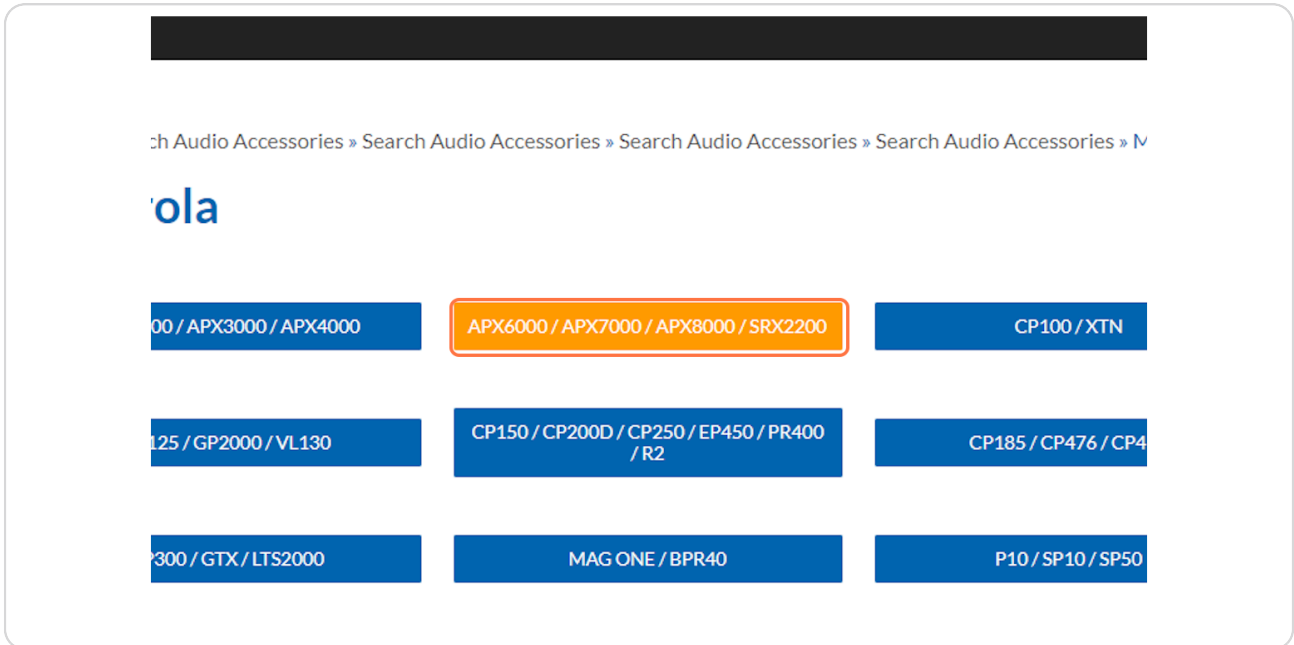 ch Audio Accessories » Search Audio Accessories » Search Audio Accessories » Search Audio Accessories » M
rola
00 / APX3000 / APX4000
APX6000 / APX7000 / APX8000 / SRX2200
CP100 / XTN
125 / GP2000 / VL130
CP150 / CP200D / CP250 / EP450 / PR400
/ R2
CP185 / CP476 / CP4
P300 / GTX / LTS2000
MAG ONE / BPR40
P10 / SP10 / SP50